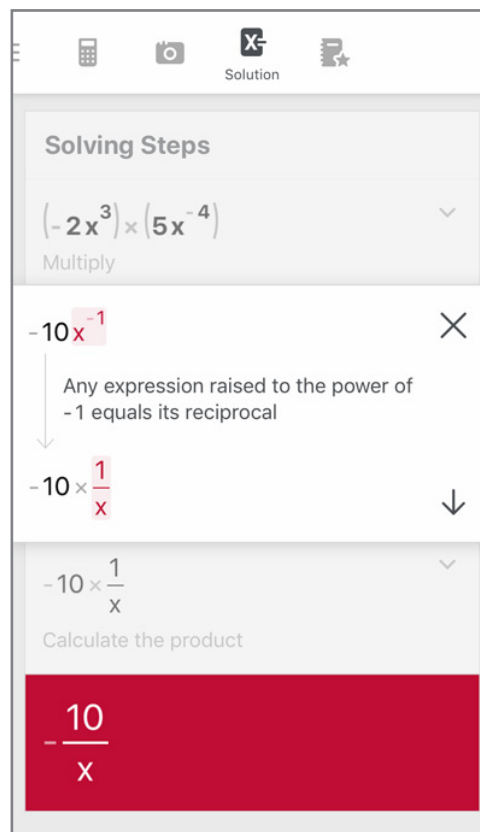 Solution
Solving Steps
(-2x³)×(5x⁻⁴)
Multiply
-10x⁻¹
Any expression raised to the power of
-1 equals its reciprocal
-10×1/x
-10×1/x
Calculate the product
-10/x